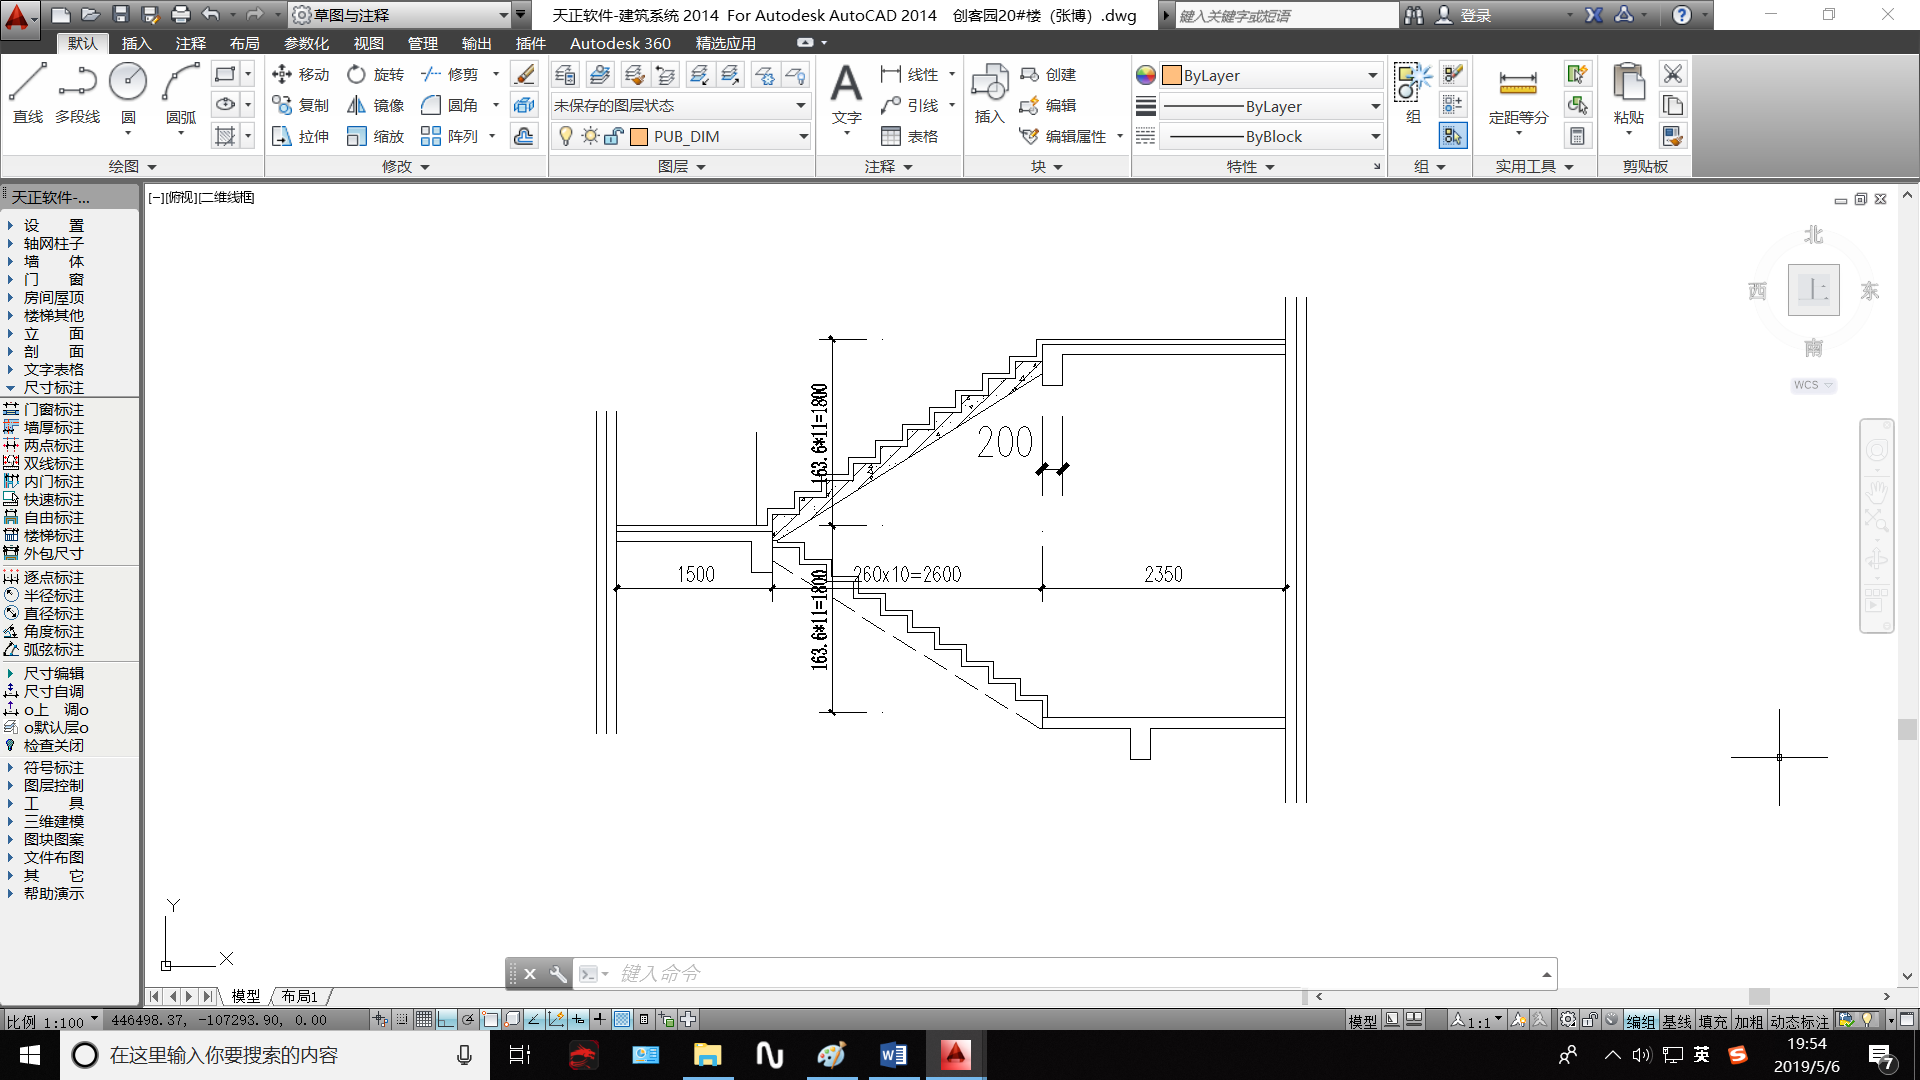 草图与注释
天正软件-建筑系统 2014  For Autodesk AutoCAD 2014    创客园20#楼（张博）.dwg
键入关键字或短语
登录
默认 插入 注释 布局 参数化 视图 管理 输出 插件 Autodesk 360 精选应用
移动 旋转 修剪
未保存的图层状态
直线 多段线 圆 圆弧
复制 镜像 圆角
拉伸 缩放 阵列
PUB_DIM
文字
线性
引线
表格
插入
创建
编辑
编辑属性
ByLayer
ByLayer
ByBlock
组
定距等分
粘贴
绘图 修改 图层 注释 块 特性 组 实用工具 剪贴板
天正软件-...
[−][俯视][二维线框]
设 置
轴网柱子
墙 体
门 窗
房间屋顶
楼梯其他
立 面
剖 面
文字表格
尺寸标注
门窗标注
墙厚标注
两点标注
双线标注
内门标注
快速标注
自由标注
楼梯标注
外包尺寸
逐点标注
半径标注
直径标注
角度标注
弧弦标注
尺寸编辑
尺寸自调
o上 调o
o默认层o
检查关闭
符号标注
图层控制
工 具
三维建模
图块图案
文件布图
其 它
帮助演示
北
西 上 东
南
WCS
163.6*11=1800
200
1500
260x10=2600
2350
163.6*11=1800
Y
X
键入命令
模型 布局1
比例 1:100
446498.37, -107293.90, 0.00
模型
1:1
编组 基线 填充 加粗 动态标注
在这里输入你要搜索的内容
英
19:54
2019/5/6
7